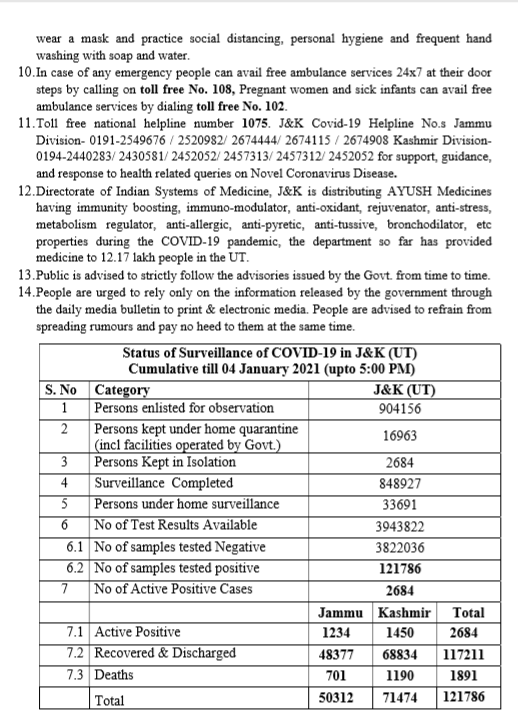 wear a mask and practice social distancing, personal hygiene and frequent hand
washing with soap and water.
10.In case of any emergency people can avail free ambulance services 24x7 at their door
steps by calling on toll free No. 108, Pregnant women and sick infants can avail free
ambulance services by dialing toll free No. 102.
11.Toll free national helpline number 1075. J&K Covid-19 Helpline No.s Jammu
Division- 0191-2549676 / 2520982/ 2674444/ 2674115 / 2674908 Kashmir Division-
0194-2440283/ 2430581/ 2452052/ 2457313/ 2457312/ 2452052 for support, guidance,
and response to health related queries on Novel Coronavirus Disease.
12.Directorate of Indian Systems of Medicine, J&K is distributing AYUSH Medicines
having immunity boosting, immuno-modulator, anti-oxidant, rejuvenator, anti-stress,
metabolism regulator, anti-allergic, anti-pyretic, anti-tussive, bronchodilator, etc
properties during the COVID-19 pandemic, the department so far has provided
medicine to 12.17 lakh people in the UT.
13.Public is advised to strictly follow the advisories issued by the Govt. from time to time.
14.People are urged to rely only on the information released by the government through
the daily media bulletin to print & electronic media. People are advised to refrain from
spreading rumours and pay no heed to them at the same time.
Status of Surveillance of COVID-19 in J&K (UT)
Cumulative till 04 January 2021 (upto 5:00 PM)
S. No Category J&K (UT)
1 Persons enlisted for observation 904156
2 Persons kept under home quarantine
(incl facilities operated by Govt.) 16963
3 Persons Kept in Isolation 2684
4 Surveillance Completed 848927
5 Persons under home surveillance 33691
6 No of Test Results Available 3943822
6.1 No of samples tested Negative 3822036
6.2 No of samples tested positive 121786
7 No of Active Positive Cases 2684
Jammu Kashmir Total
7.1 Active Positive 1234 1450 2684
7.2 Recovered & Discharged 48377 68834 117211
7.3 Deaths 701 1190 1891
Total 50312 71474 121786